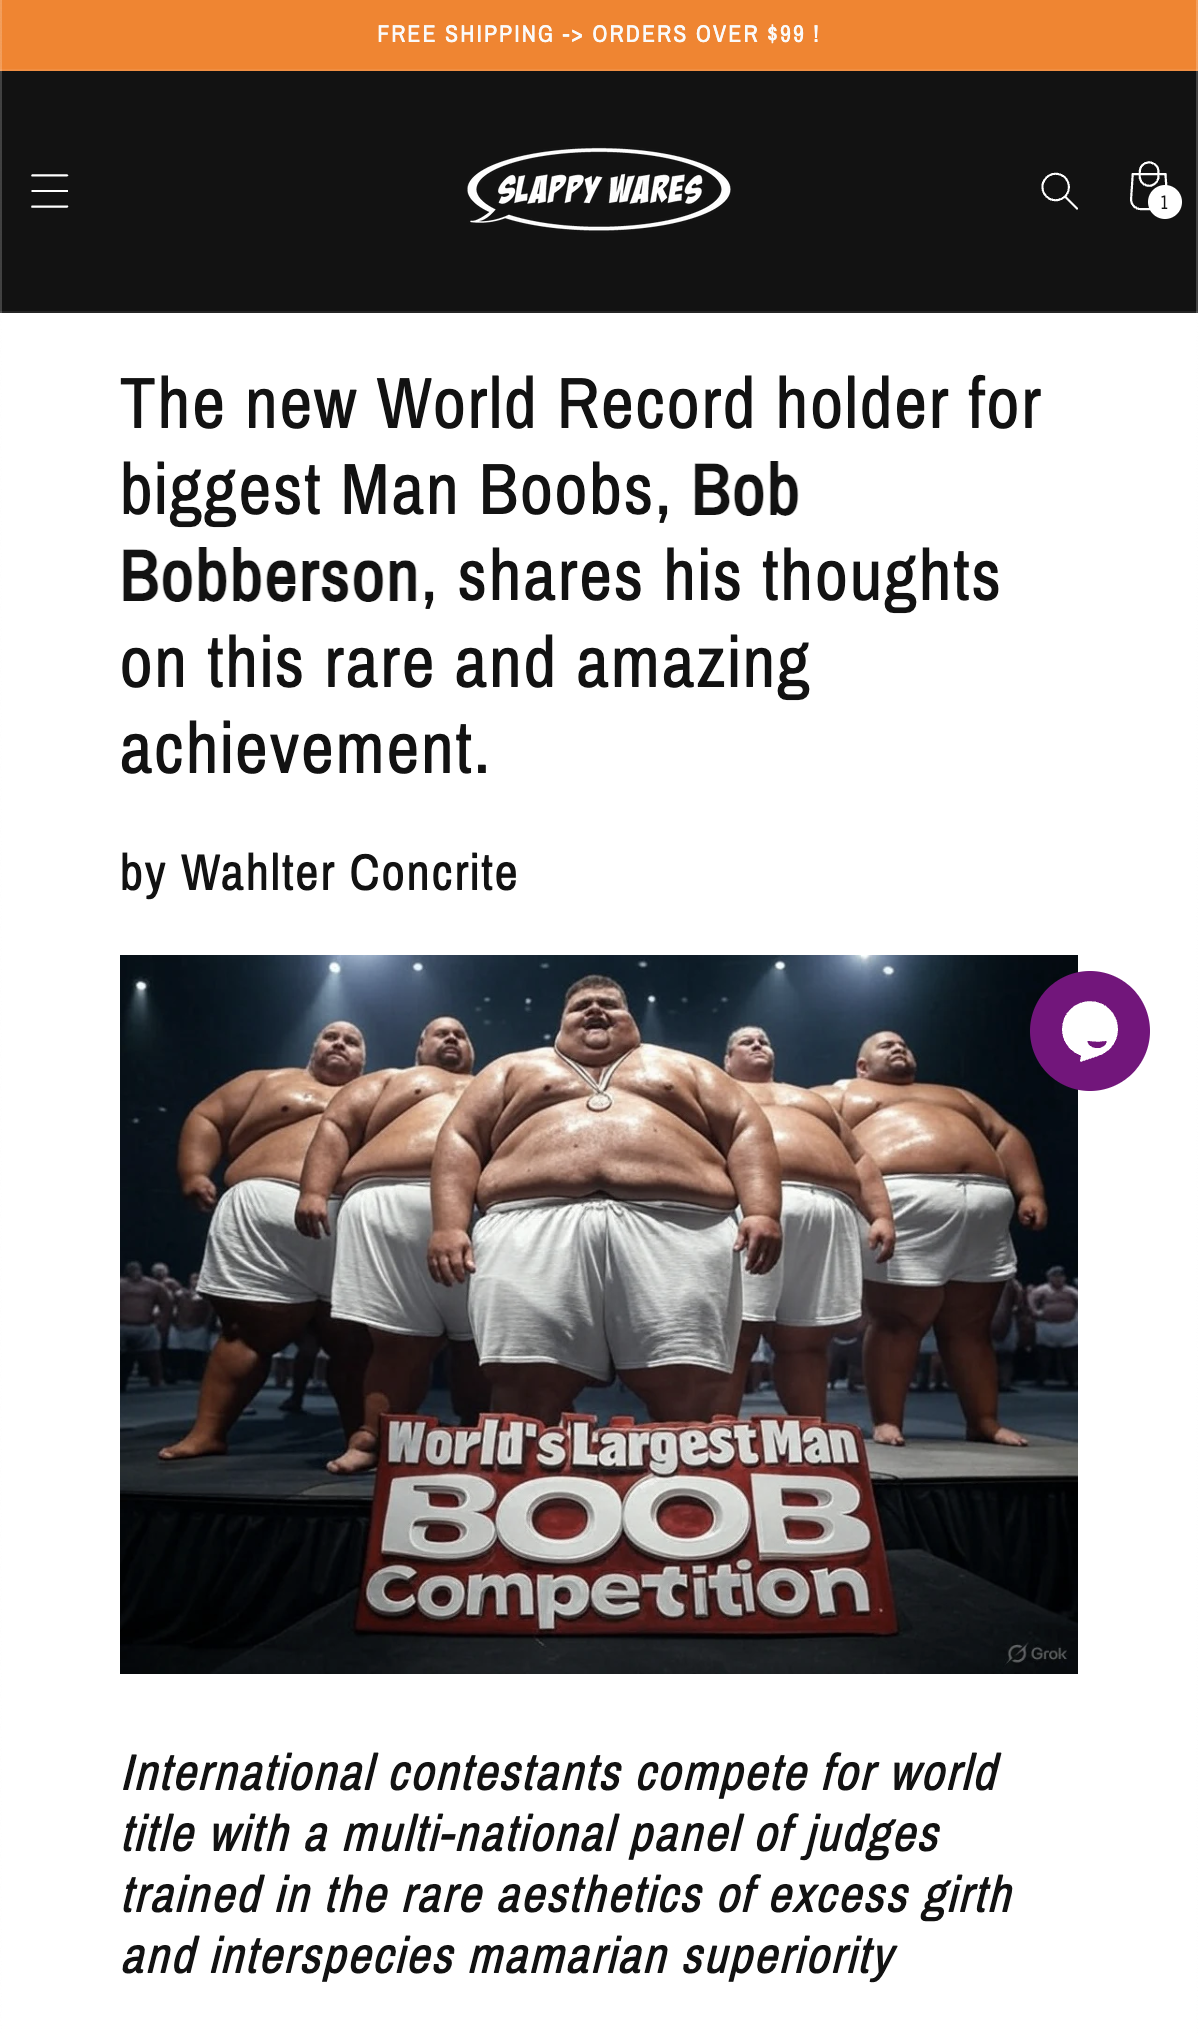 FREE SHIPPING -> ORDERS OVER $99 !
SLAPPY WARES
1
The new World Record holder for
biggest Man Boobs, Bob
Bobberson, shares his thoughts
on this rare and amazing
achievement.
by Wahlter Concrite
World's Largest Man
BOOB
Competition
Grok
International contestants compete for world
title with a multi-national panel of judges
trained in the rare aesthetics of excess girth
and interspecies mamarian superiority